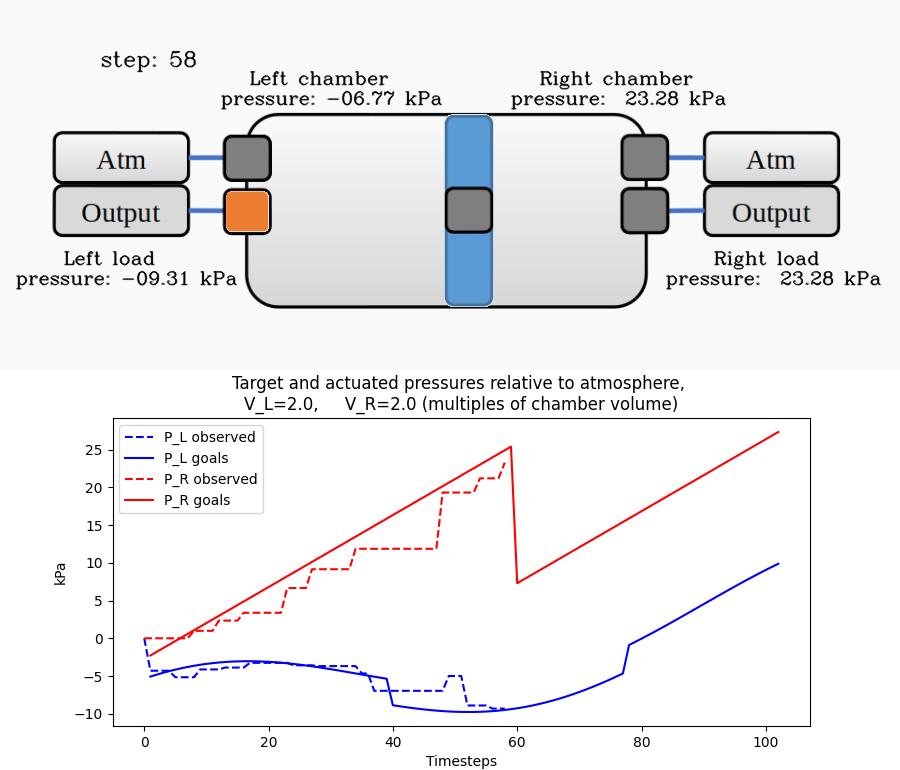 step: 58
Left chamber
pressure: −06.77 kPa
Right chamber
pressure: 23.28 kPa
Atm
Output
Atm
Output
Left load
pressure: −09.31 kPa
Right load
pressure: 23.28 kPa
Target and actuated pressures relative to atmosphere,
V_L=2.0, V_R=2.0 (multiples of chamber volume)
P_L observed
P_L goals
P_R observed
P_R goals
kPa
25
20
15
10
5
0
−5
−10
0 20 40 60 80 100
Timesteps